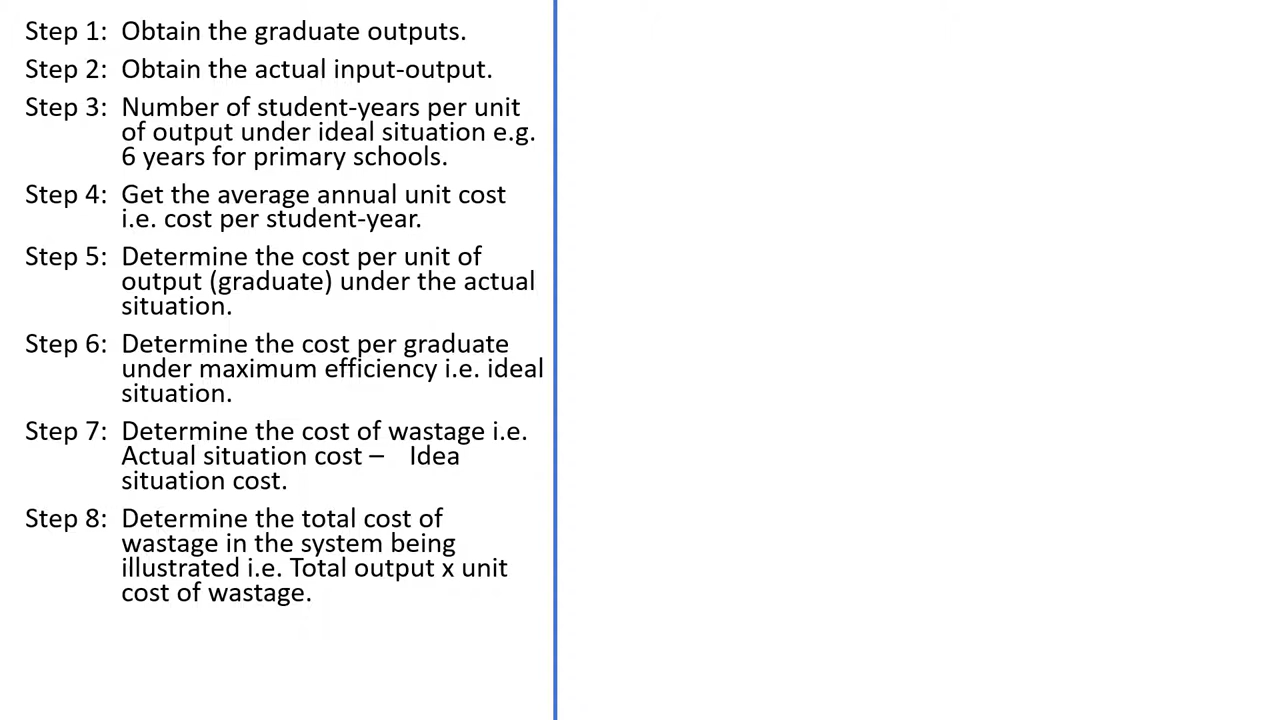 Step 1: Obtain the graduate outputs.
Step 2: Obtain the actual input-output.
Step 3: Number of student-years per unit
of output under ideal situation e.g.
6 years for primary schools.
Step 4: Get the average annual unit cost
i.e. cost per student-year.
Step 5: Determine the cost per unit of
output (graduate) under the actual
situation.
Step 6: Determine the cost per graduate
under maximum efficiency i.e. ideal
situation.
Step 7: Determine the cost of wastage i.e.
Actual situation cost – Idea
situation cost.
Step 8: Determine the total cost of
wastage in the system being
illustrated i.e. Total output x unit
cost of wastage.